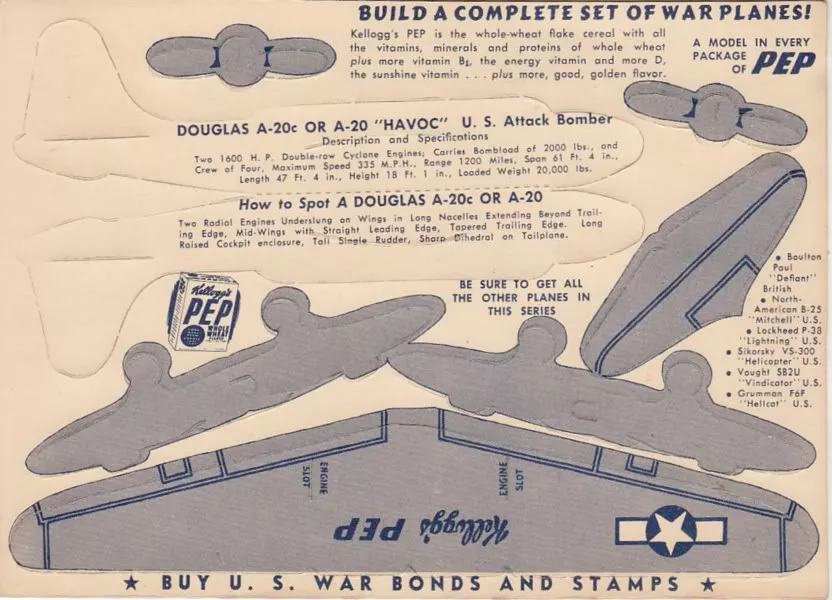 BUILD A COMPLETE SET OF WAR PLANES!
Kellogg's PEP is the whole-wheat flake cereal with all
the vitamins, minerals and proteins of whole wheat
plus more vitamin B₁, the energy vitamin and more D,
the sunshine vitamin . . . plus more, good, golden flavor.
A MODEL IN EVERY
PACKAGE
OF PEP
DOUGLAS A-20c OR A-20 "HAVOC" U. S. Attack Bomber
Description and Specifications
Two 1600 H. P. Double-row Cyclone Engines; Carries Bombload of 2000 lbs., and
Crew of Four, Maximum Speed 335 M.P.H., Range 1200 Miles, Span 61 Ft. 4 in.,
Length 47 Ft. 4 in., Height 18 Ft. 1 in., Loaded Weight 20,000 lbs.
How to Spot A DOUGLAS A-20c OR A-20
Two Radial Engines Underslung on Wings in Long Nacelles Extending Beyond Trail-
ing Edge, Mid-Wings with Straight Leading Edge, Tapered Trailing Edge. Long
Raised Cockpit enclosure, Tall Single Rudder, Sharp Dihedral on Tailplane.
Kellogg's
PEP
WHOLE
WHEAT
BE SURE TO GET ALL
THE OTHER PLANES IN
THIS SERIES
• Boulton
Paul
"Defiant"
British
• North-
American B-25
"Mitchell" U.S.
• Lockheed P-38
"Lightning" U.S.
• Sikorsky VS-300
"Helicopter" U.S.
• Vought SB2U
"Vindicator" U.S.
• Grumman F6F
"Hellcat" U.S.
ENGINE
SLOT
ENGINE
SLOT
Kellogg's PEP
★ BUY U. S. WAR BONDS AND STAMPS ★